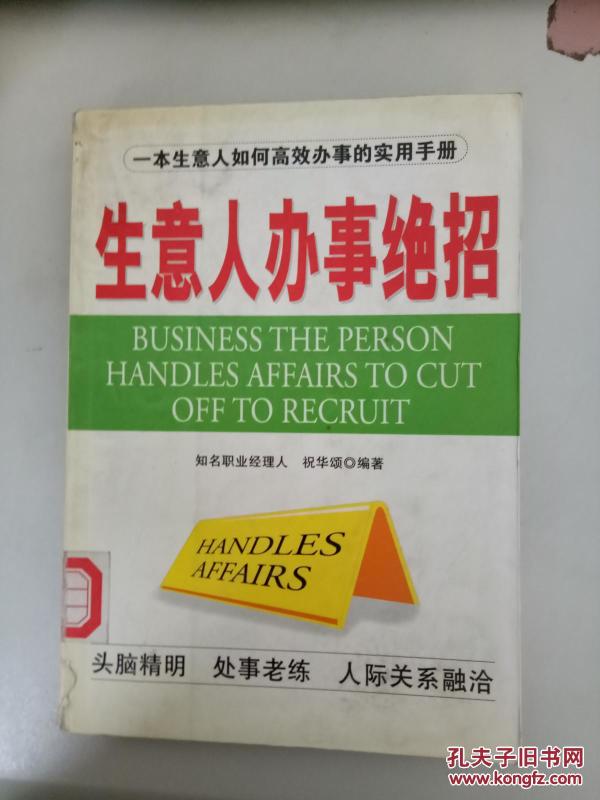 一本生意人如何高效办事的实用手册
生意人办事绝招
BUSINESS THE PERSON
HANDLES AFFAIRS TO CUT
OFF TO RECRUIT
知名职业经理人 祝华颂◎编著
HANDLES
AFFAIRS
头脑精明 处事老练 人际关系融洽
孔夫子旧书网
www.kongfz.com